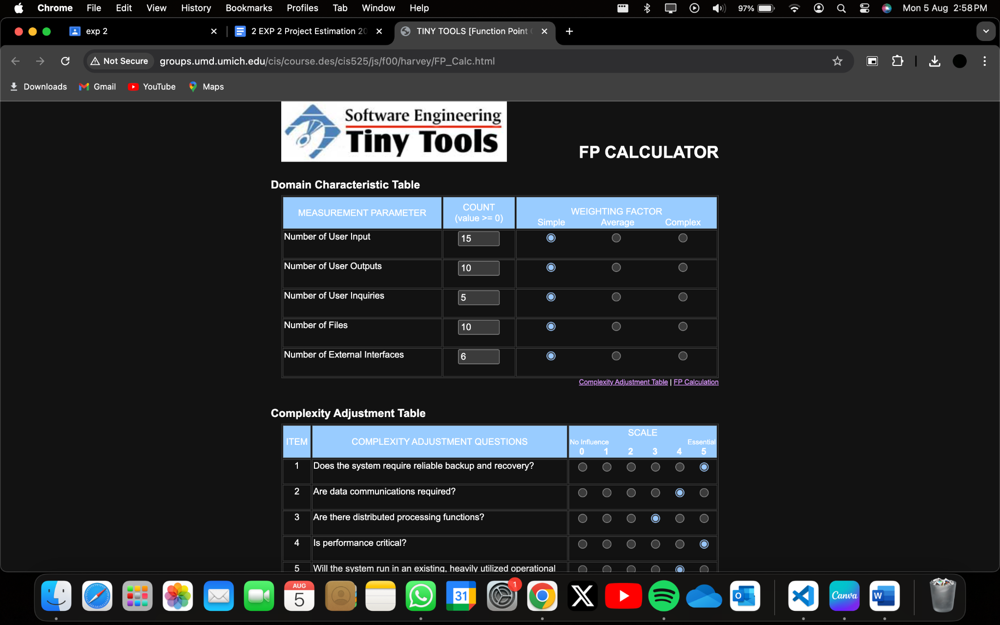 Chrome File Edit View History Bookmarks Profiles Tab Window Help 97% Mon 5 Aug 2:58 PM
exp 2 2 EXP 2 Project Estimation TINY TOOLS [Function Point
Not Secure groups.umd.umich.edu/cis/course.des/cis525/js/f00/harvey/FP_Calc.html
Downloads Gmail YouTube Maps
Software Engineering
Tiny Tools
FP CALCULATOR
Domain Characteristic Table
MEASUREMENT PARAMETER COUNT (value >= 0) WEIGHTING FACTOR
Simple Average Complex
Number of User Input 15
Number of User Outputs 10
Number of User Inquiries 5
Number of Files 10
Number of External Interfaces 6
Complexity Adjustment Table | FP Calculation
Complexity Adjustment Table
ITEM COMPLEXITY ADJUSTMENT QUESTIONS SCALE
No Influence Essential
0 1 2 3 4 5
1 Does the system require reliable backup and recovery?
2 Are data communications required?
3 Are there distributed processing functions?
4 Is performance critical?
5 Will the system run in an existing, heavily utilized operational
AUG
5
31
1
Canva
W